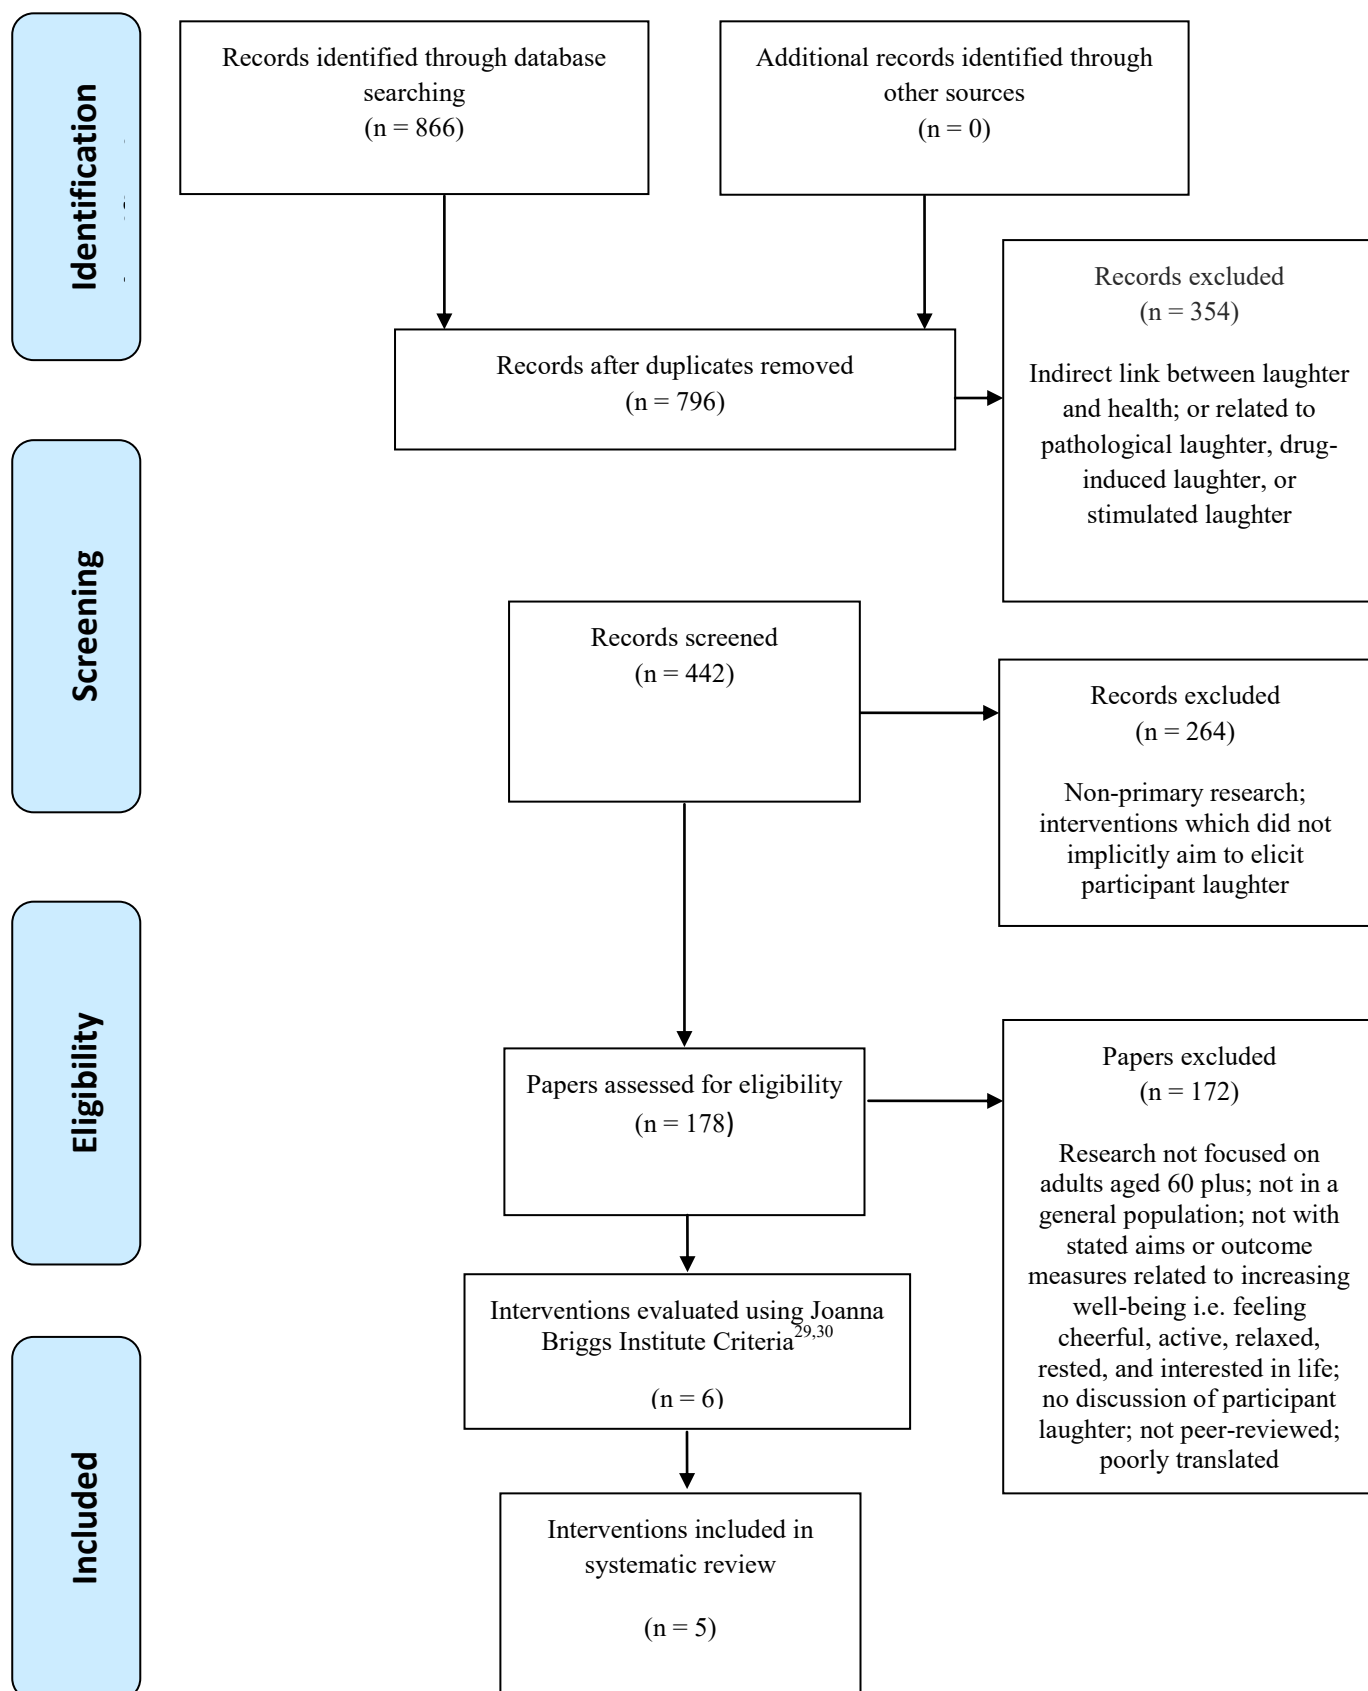 Identification
Records identified through database
searching
(n = 866)
Additional records identified through
other sources
(n = 0)
Records after duplicates removed
(n = 796)
Records excluded
(n = 354)
Indirect link between laughter
and health; or related to
pathological laughter, drug-
induced laughter, or
stimulated laughter
Screening
Records screened
(n = 442)
Records excluded
(n = 264)
Non-primary research;
interventions which did not
implicitly aim to elicit
participant laughter
Eligibility
Papers assessed for eligibility
(n = 178)
Papers excluded
(n = 172)
Research not focused on
adults aged 60 plus; not in a
general population; not with
stated aims or outcome
measures related to increasing
well-being i.e. feeling
cheerful, active, relaxed,
rested, and interested in life;
no discussion of participant
laughter; not peer-reviewed;
poorly translated
Interventions evaluated using Joanna
Briggs Institute Criteria29,30
(n = 6)
Included
Interventions included in
systematic review
(n = 5)